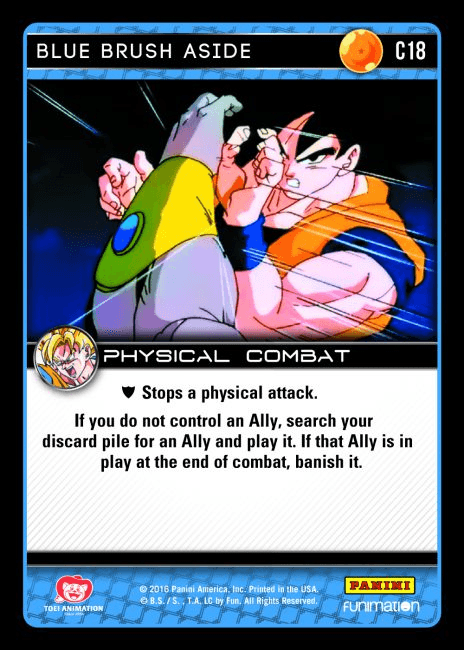 BLUE BRUSH ASIDE
C18
PHYSICAL COMBAT
Stops a physical attack.
If you do not control an Ally, search your
discard pile for an Ally and play it. If that Ally is in
play at the end of combat, banish it.
© 2016 Panini America, Inc. Printed in the USA.
© B.S. / S. , T.A. LC by Fun. All Rights Reserved.
TOEI ANIMATION
PANINI
FUNIMATION